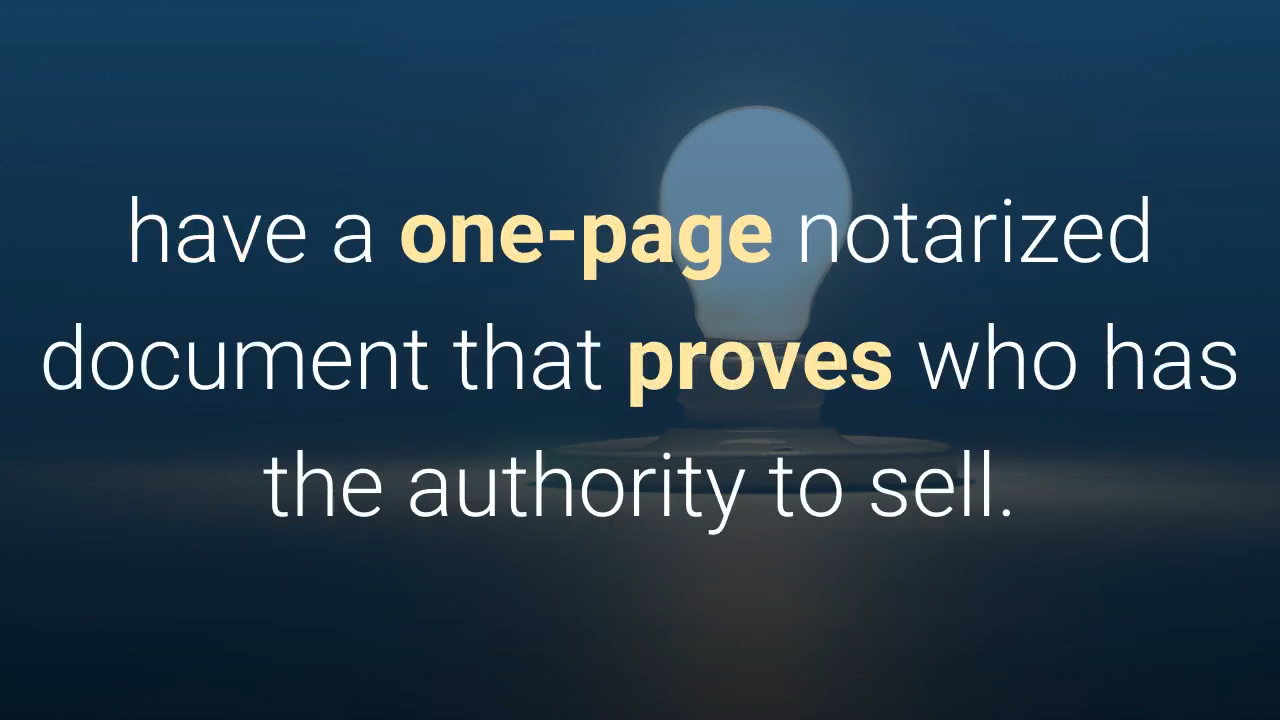 have a one-page notarized
document that proves who has
the authority to sell.